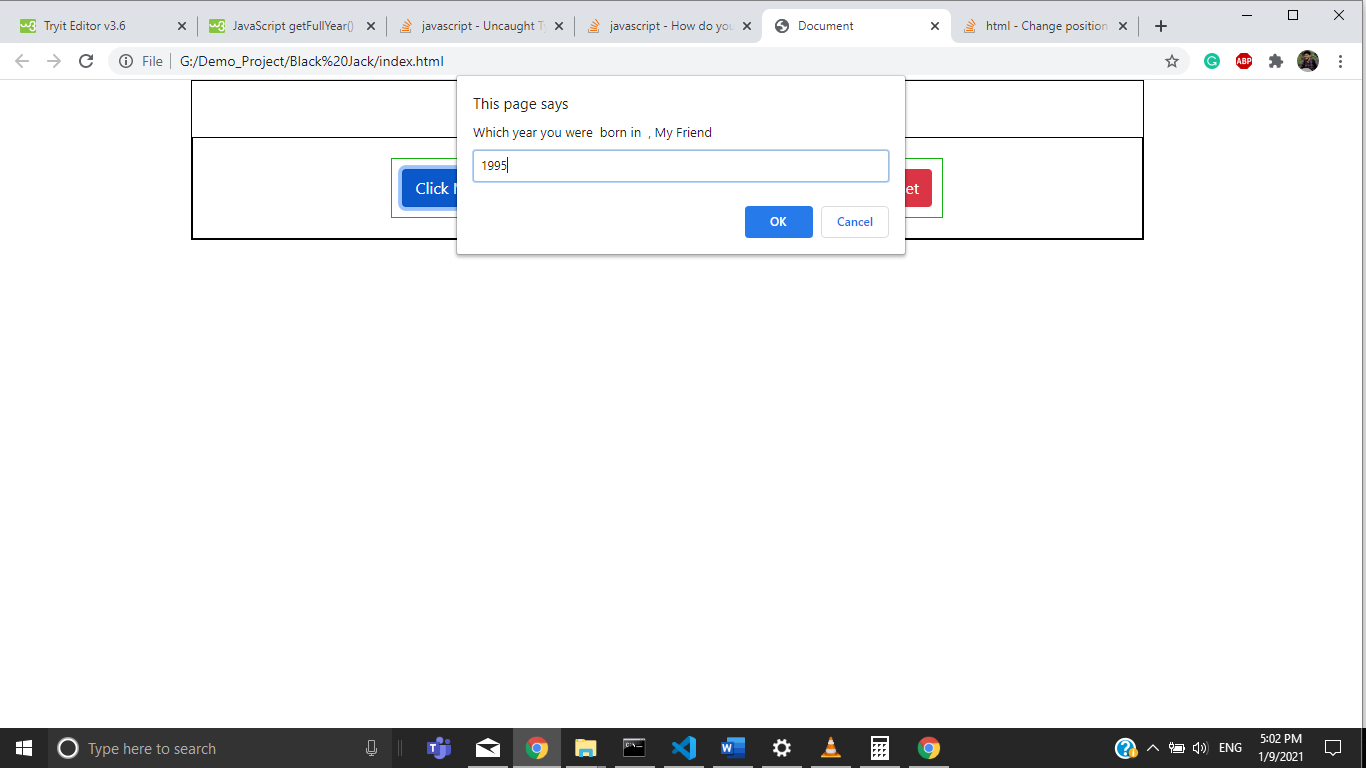 Tryit Editor v3.6
JavaScript getFullYear()
javascript - Uncaught Ty
javascript - How do you
Document
html - Change position
File
G:/Demo_Project/Black%20Jack/index.html
ABP
This page says
Which year you were  born in  , My Friend
1995
OK
Cancel
Click
et
Type here to search
ENG
5:02 PM
1/9/2021